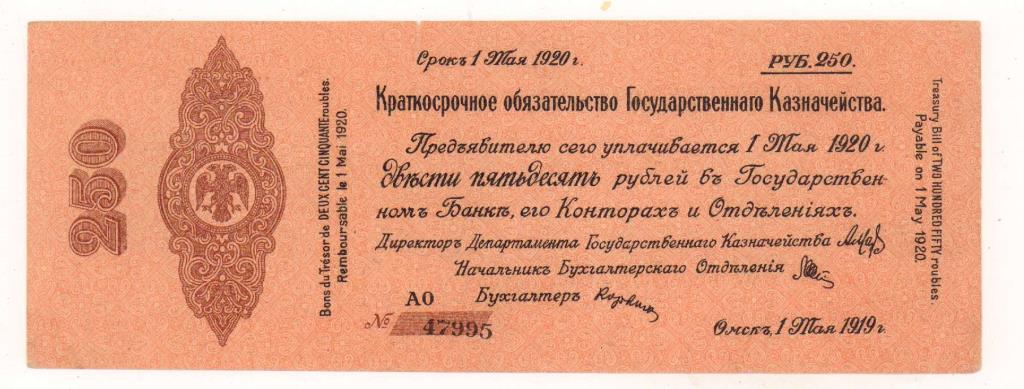 250
Bons du Trésor de DEUX CENT CINQUANTE roubles.
Remboursable le 1 Mai 1920.
Срокъ 1 Мая 1920 г.
РУБ. 250.
Краткосрочное обязательство Государственнаго Казначейства.
Предъявителю сего уплачивается 1 Мая 1920 г.
двѣсти пятьдесятъ рублей въ Государствен-
номъ Банкѣ, его Конторахъ и Отдѣленіяхъ.
Директоръ Департамента Государственнаго Казначейства
Начальникъ Бухгалтерскаго Отдѣленія
Бухгалтеръ
АО
№ 47995
Омскъ, 1 Мая 1919 г.
Treasury Bill of TWO HUNDRED FIFTY roubles.
Payable on 1 May 1920.